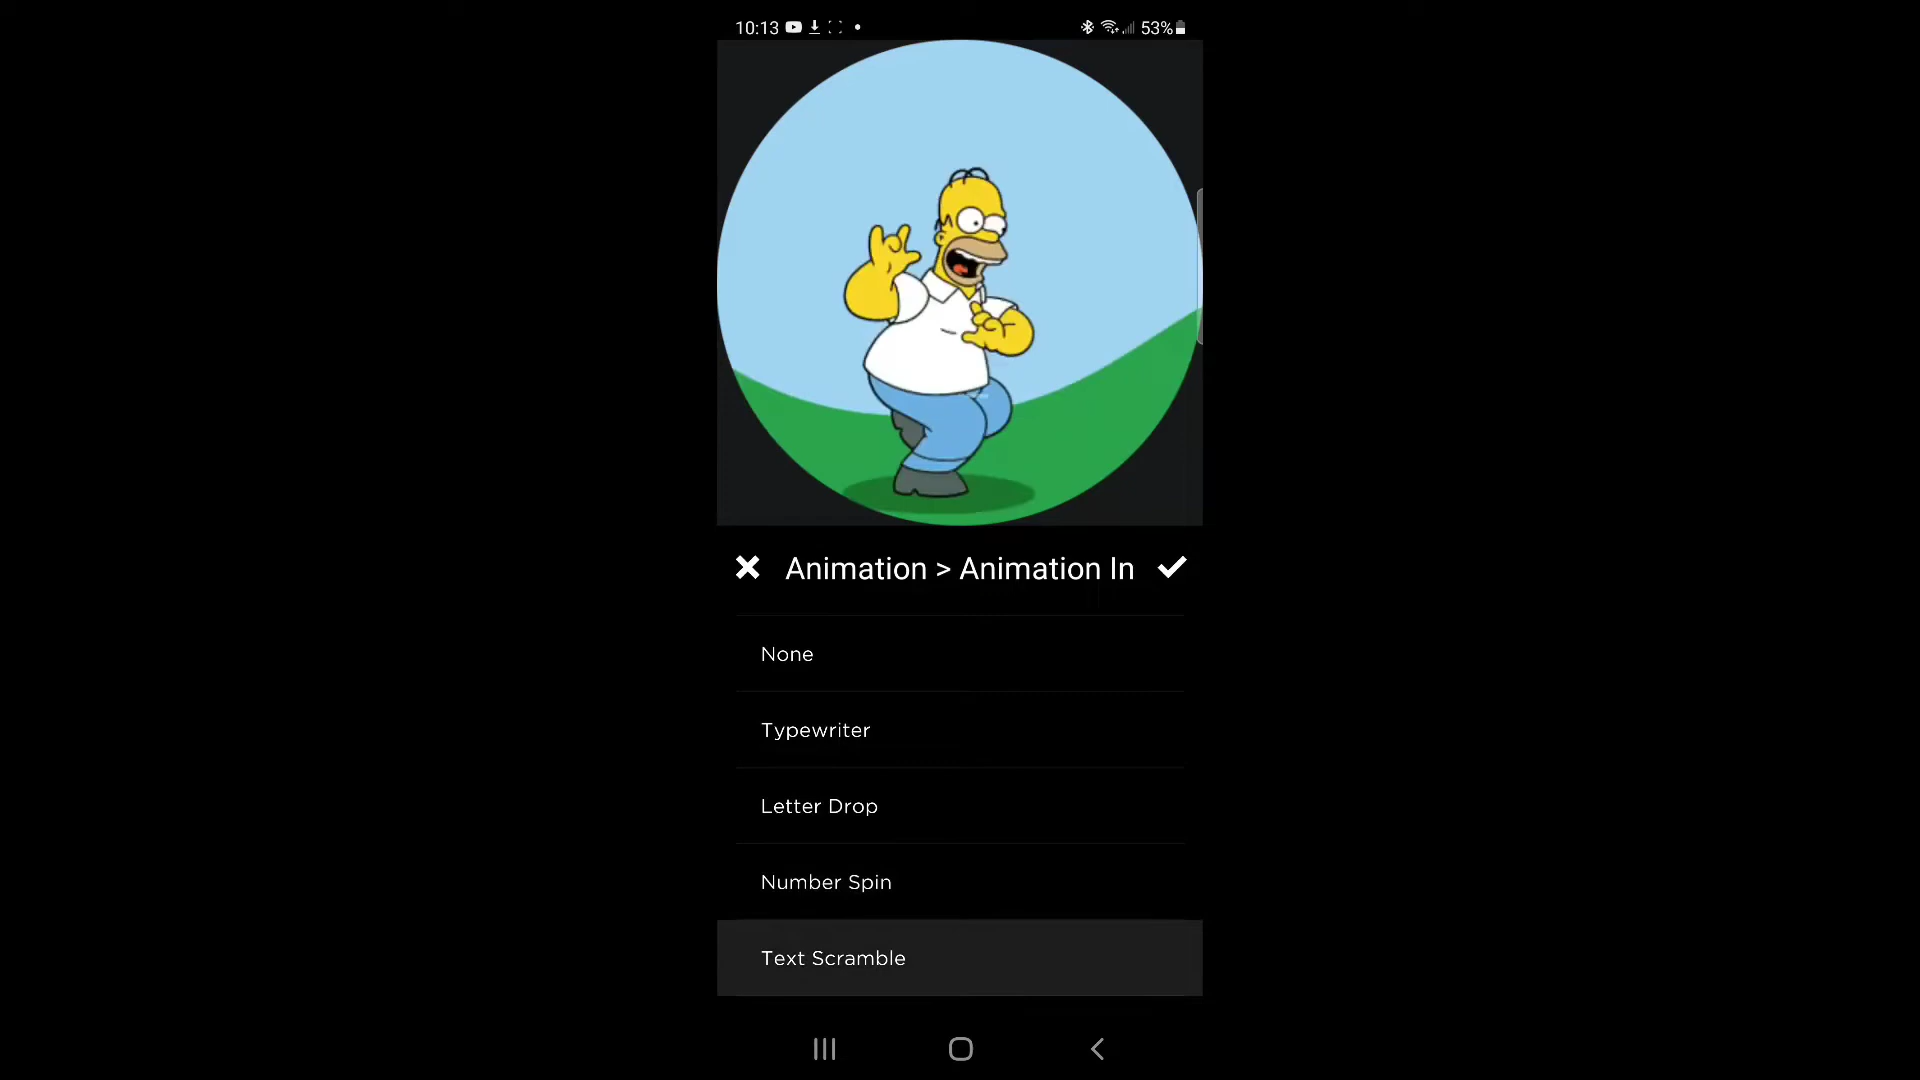 10:13 53%
Animation > Animation In
None
Typewriter
Letter Drop
Number Spin
Text Scramble